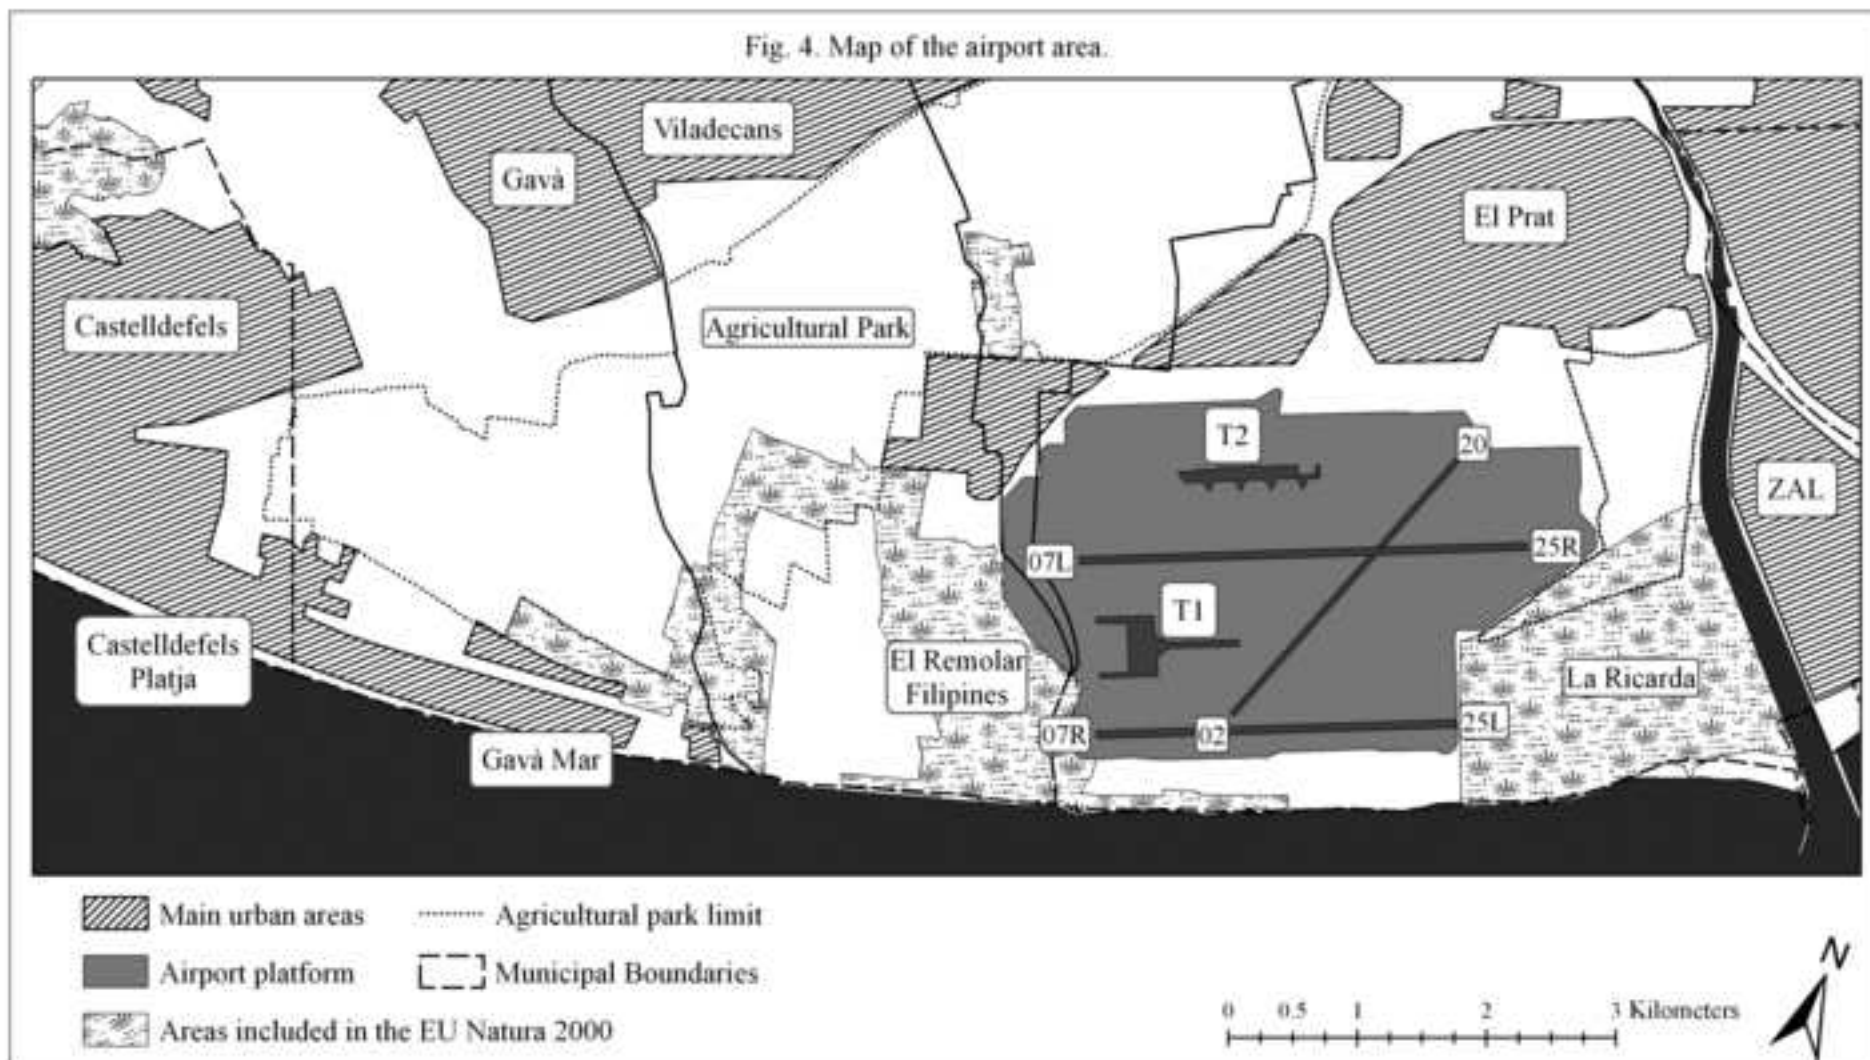 Fig. 4. Map of the airport area.
Viladecans
Gavà
El Prat
Castelldefels
Agricultural Park
T2
20
ZAL
07L
25R
T1
Castelldefels
Platja
El Remolar
Filipines
La Ricarda
07R
02
25L
Gavà Mar
Main urban areas
Agricultural park limit
Airport platform
Municipal Boundaries
Areas included in the EU Natura 2000
N
0 0.5 1 2 3 Kilometers